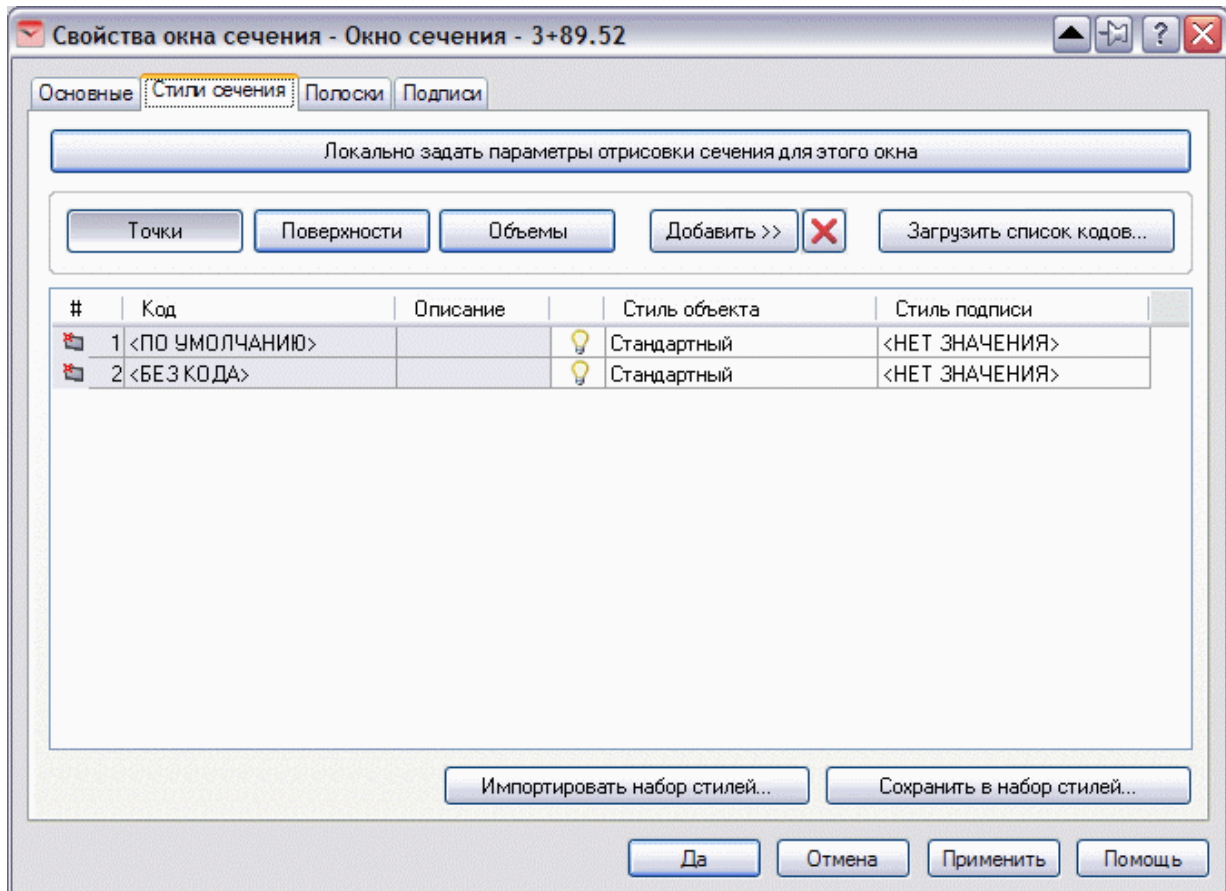 Свойства окна сечения - Окно сечения - 3+89.52
?
Основные Стили сечения Полоски Подписи
Локально задать параметры отрисовки сечения для этого окна
Точки Поверхности Объемы Добавить >> Загрузить список кодов...
# Код Описание Стиль объекта Стиль подписи
1 <ПО УМОЛЧАНИЮ> Стандартный <НЕТ ЗНАЧЕНИЯ>
2 <БЕЗ КОДА> Стандартный <НЕТ ЗНАЧЕНИЯ>
Импортировать набор стилей... Сохранить в набор стилей...
Да Отмена Применить Помощь